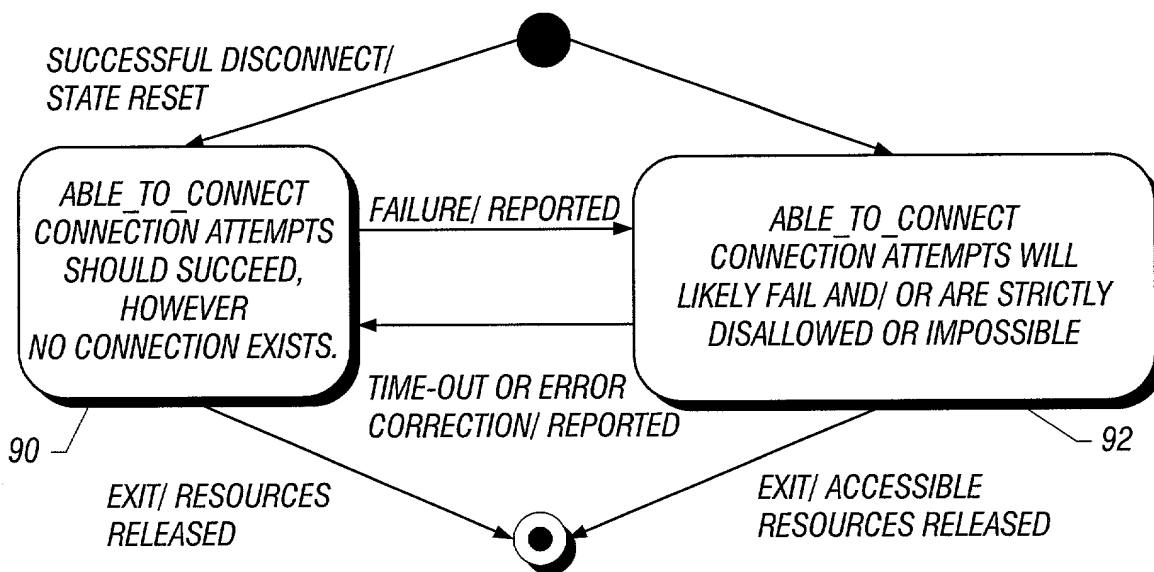 SUCCESSFUL DISCONNECT/
STATE RESET
ABLE_TO_CONNECT
CONNECTION ATTEMPTS
SHOULD SUCCEED,
HOWEVER
NO CONNECTION EXISTS.
FAILURE/ REPORTED
ABLE_TO_CONNECT
CONNECTION ATTEMPTS WILL
LIKELY FAIL AND/ OR ARE STRICTLY
DISALLOWED OR IMPOSSIBLE
TIME-OUT OR ERROR
CORRECTION/ REPORTED
90
92
EXIT/ RESOURCES
RELEASED
EXIT/ ACCESSIBLE
RESOURCES RELEASED